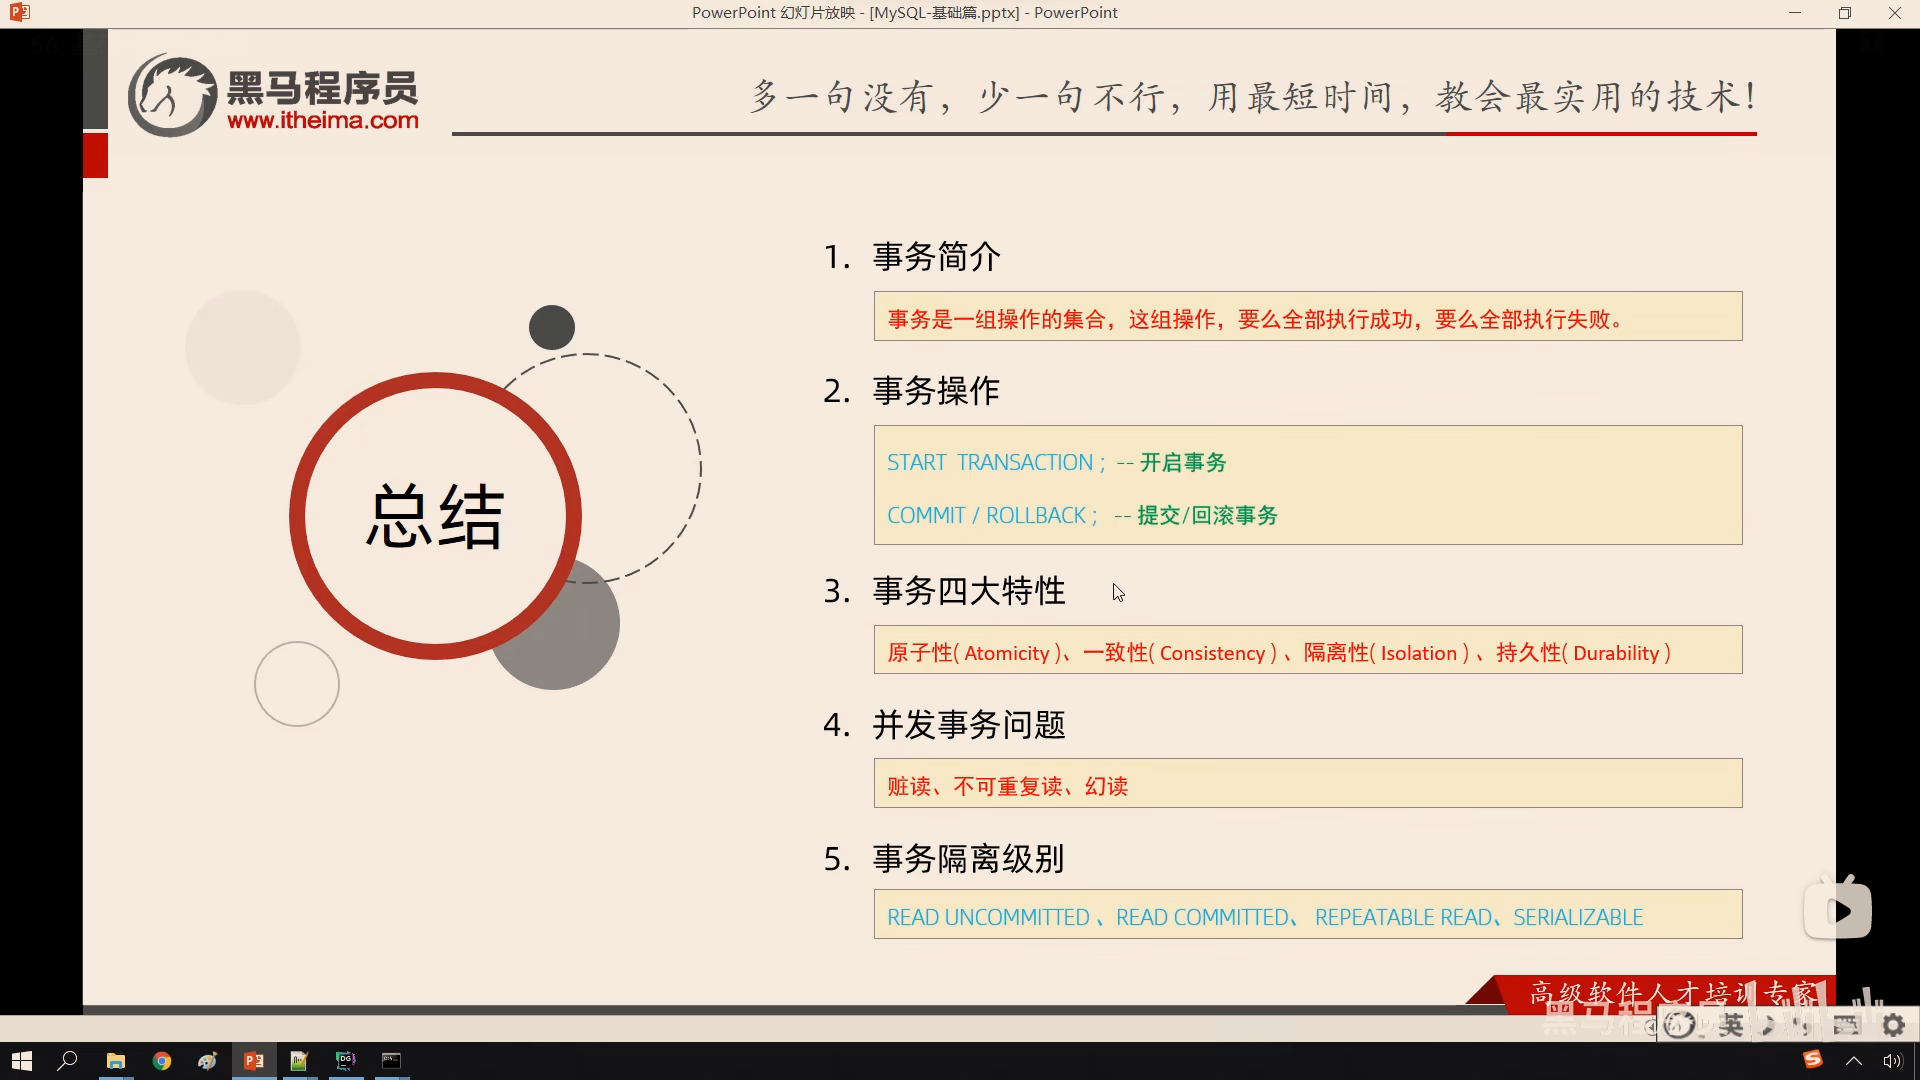 PowerPoint 幻灯片放映 - [MySQL-基础篇.pptx] - PowerPoint
黑马程序员
www.itheima.com
多一句没有，少一句不行，用最短时间，教会最实用的技术！
总结
1. 事务简介
事务是一组操作的集合，这组操作，要么全部执行成功，要么全部执行失败。
2. 事务操作
START TRANSACTION ; -- 开启事务
COMMIT / ROLLBACK ; -- 提交/回滚事务
3. 事务四大特性
原子性( Atomicity )、一致性( Consistency ) 、隔离性( Isolation ) 、持久性( Durability )
4. 并发事务问题
脏读、不可重复读、幻读
5. 事务隔离级别
READ UNCOMMITTED 、READ COMMITTED、 REPEATABLE READ、SERIALIZABLE
高级软件人才培训专家
英